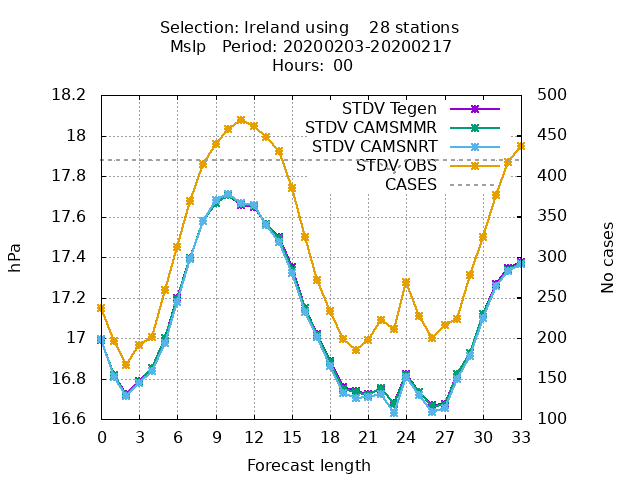 Selection: Ireland using    28 stations
Mslp   Period: 20200203-20200217
Hours:  00
18.2
18
17.8
17.6
17.4
17.2
17
16.8
16.6
hPa
STDV Tegen
STDV CAMSMMR
STDV CAMSNRT
STDV OBS
CASES
500
450
400
350
300
250
200
150
100
No cases
0 3 6 9 12 15 18 21 24 27 30 33
Forecast length